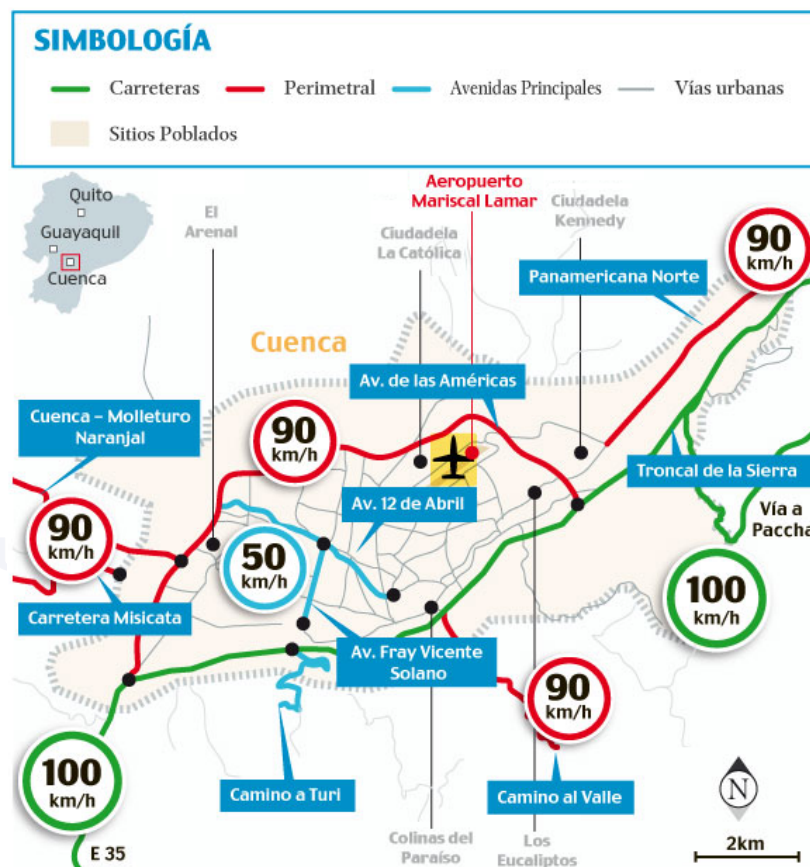 SIMBOLOGÍA
Carreteras
Perimetral
Avenidas Principales
Vías urbanas
Sitios Poblados
Quito
Guayaquil
Cuenca
El
Arenal
Ciudadela
La Católica
Aeropuerto
Mariscal Lamar
Ciudadela
Kennedy
90
km/h
Panamericana Norte
Cuenca
Av. de las Américas
Cuenca – Molleturo
Naranjal
90
km/h
Av. 12 de Abril
Troncal de la Sierra
Vía a
Paccha
90
km/h
50
km/h
100
km/h
Carretera Misicata
Av. Fray Vicente
Solano
90
km/h
100
km/h
Camino a Turi
Camino al Valle
N
E 35
Colinas del
Paraíso
Los
Eucaliptos
2km